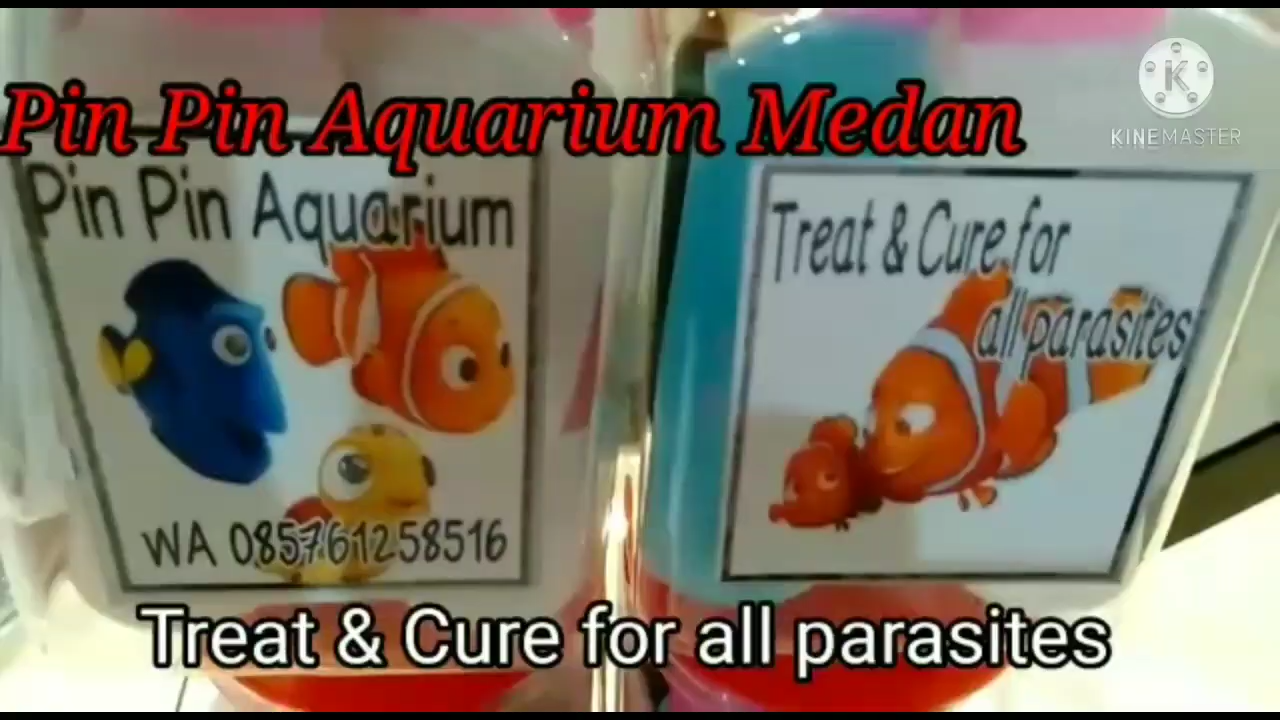 Pin Pin Aquarium Medan
KINEMASTER
Pin Pin Aquarium
WA 085761258516
Treat & Cure for
all parasites
Treat & Cure for all parasites